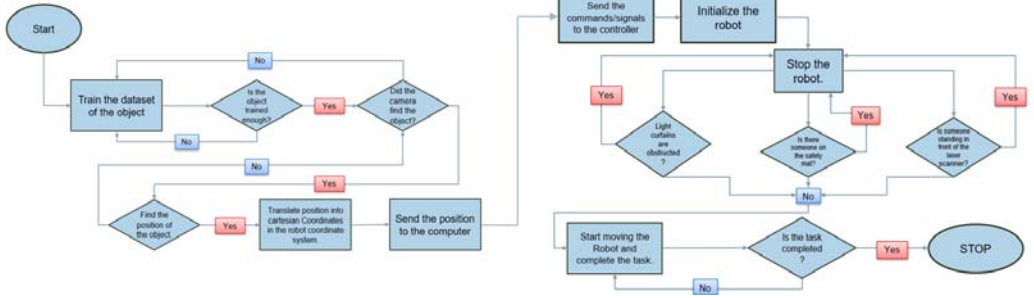 Start
Train the dataset
of the object
No
Is the
object
trained
enough?
Yes
No
Did the
camera
find the
object?
No
Yes
Find the
position of
the object.
Yes
Translate position into
cartesian Coordinates
in the robot coordinate
system.
Send the position
to the computer
Send the
commands/signals
to the controller
Initialize the
robot
Stop the
robot.
Yes
Light
curtains
are
obstructed
?
Yes
Is there
someone on
the safety
mat?
Is someone
standing in
front of the
laser
scanner?
Yes
No
Start moving the
Robot and
complete the task.
No
Is the task
completed
?
Yes
STOP